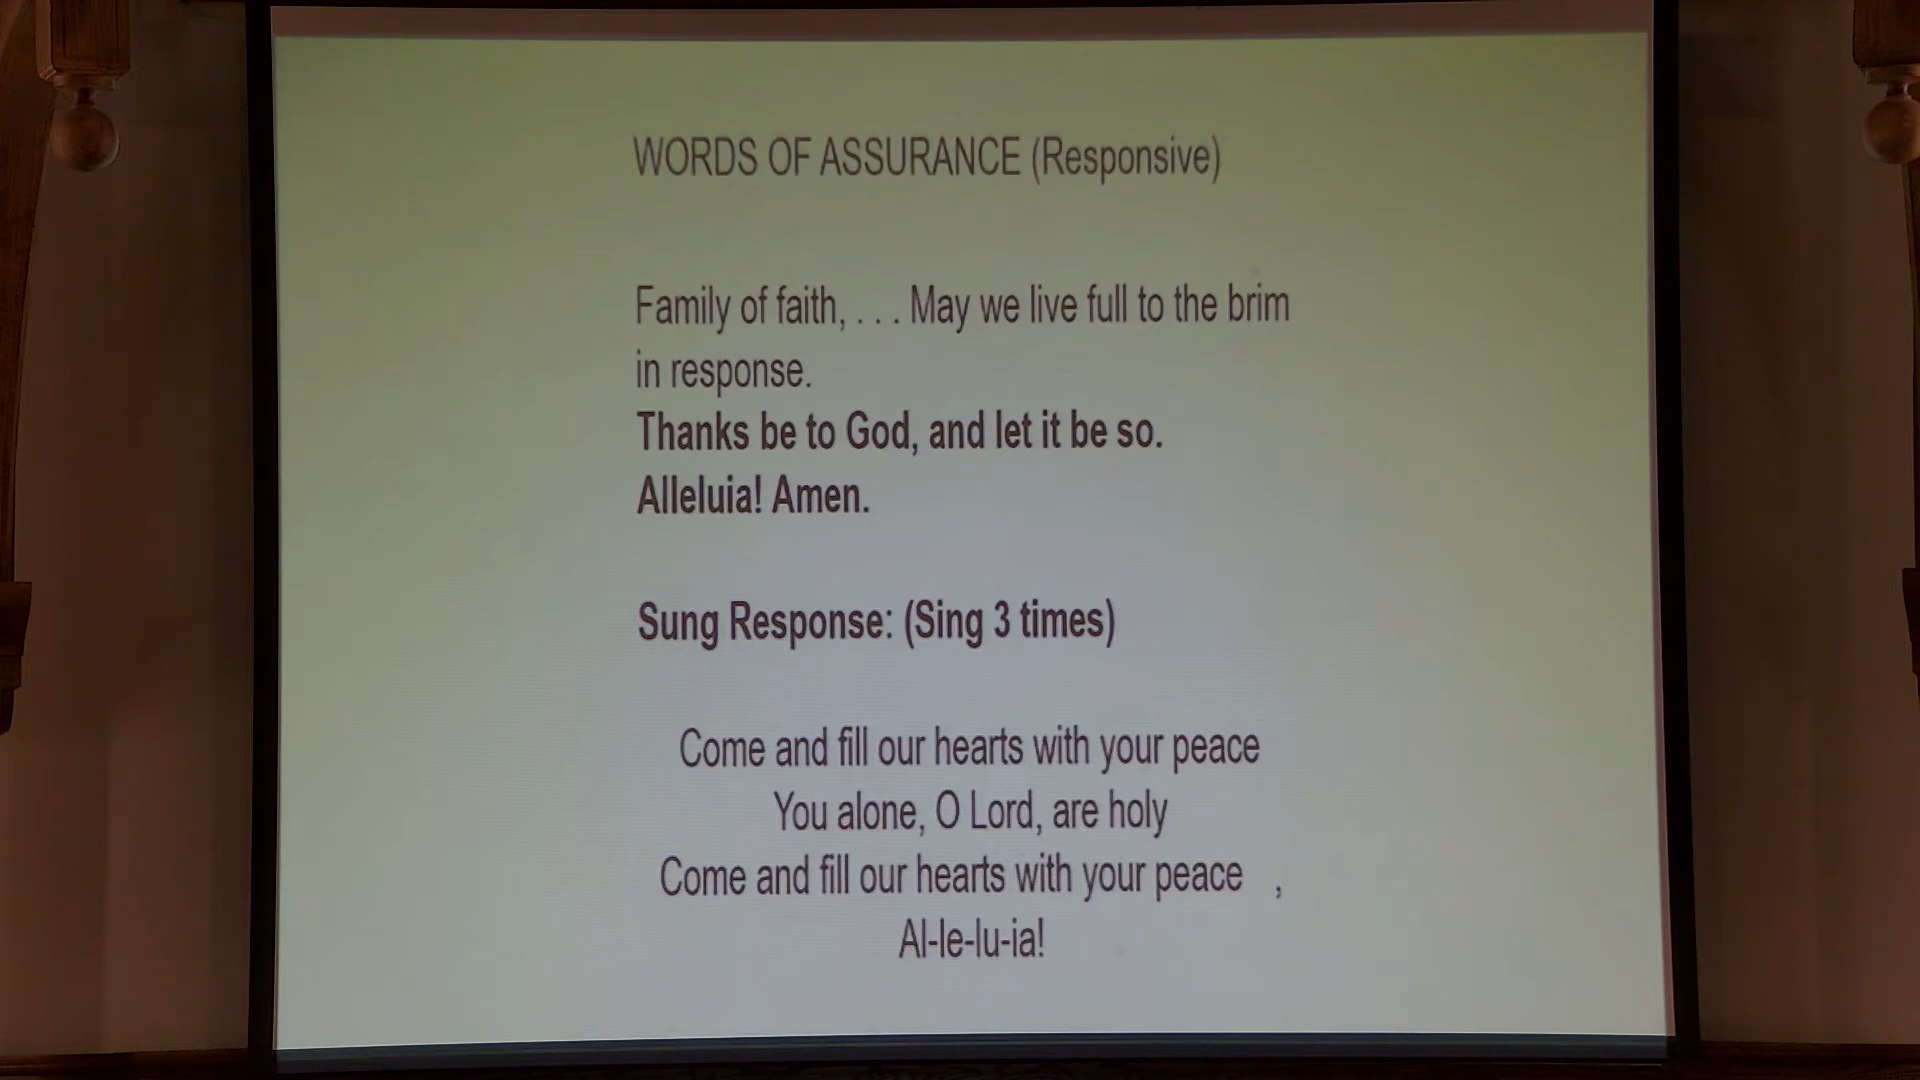 WORDS OF ASSURANCE (Responsive)
Family of faith, . . . May we live full to the brim
in response.
Thanks be to God, and let it be so.
Alleluia! Amen.
Sung Response: (Sing 3 times)
Come and fill our hearts with your peace
You alone, O Lord, are holy
Come and fill our hearts with your peace ,
Al-le-lu-ia!